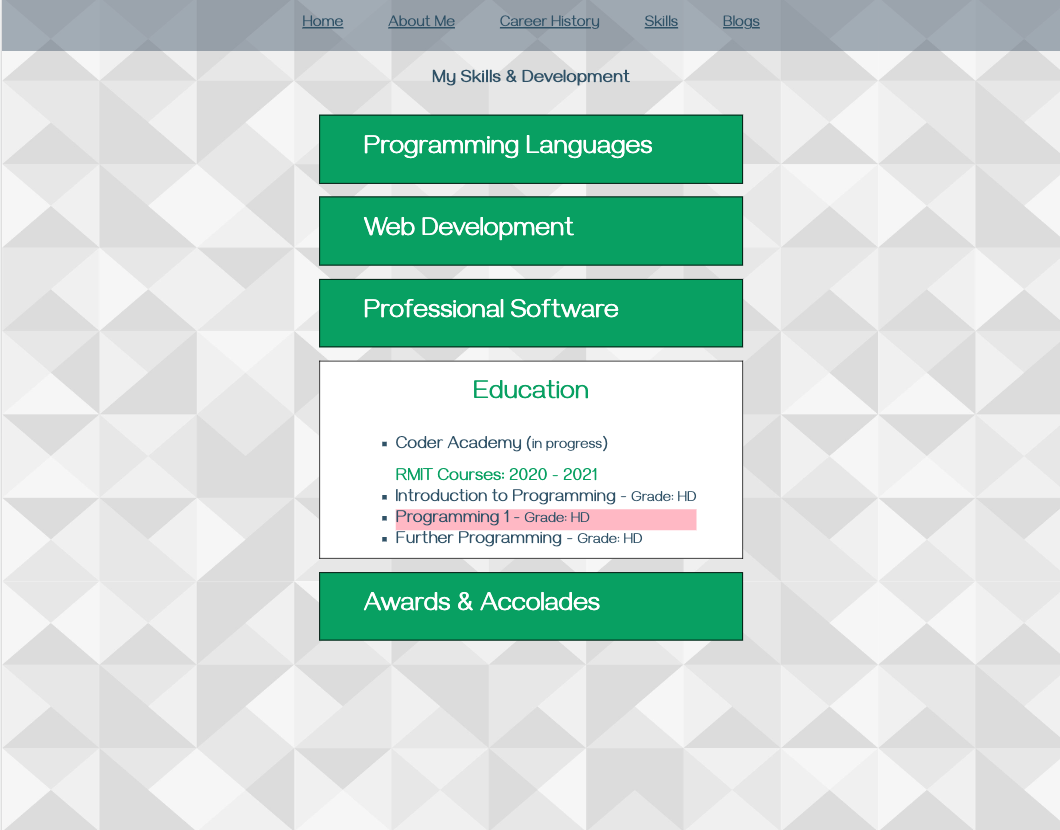 Home About Me Career History Skills Blogs
My Skills & Development
Programming Languages
Web Development
Professional Software
Education
Coder Academy (in progress)
RMIT Courses: 2020 - 2021
Introduction to Programming - Grade: HD
Programming 1 - Grade: HD
Further Programming - Grade: HD
Awards & Accolades